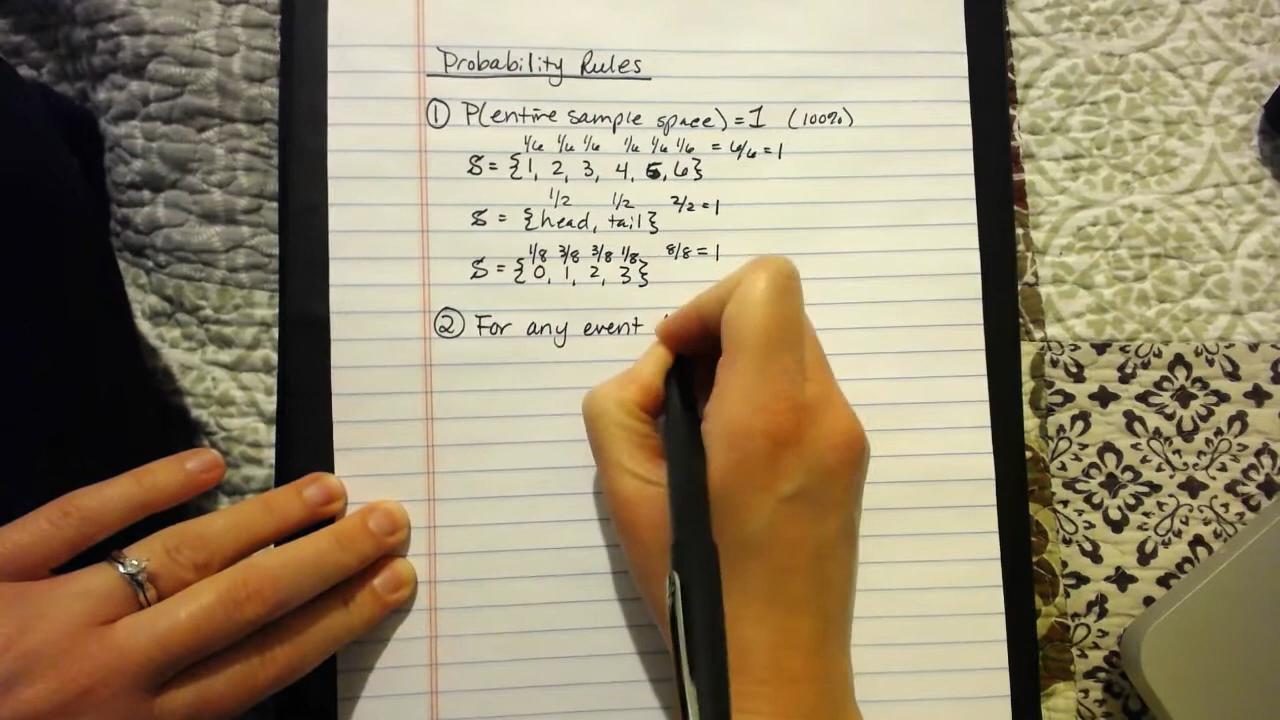 Probability Rules
① P(entire sample space) = 1 (100%)
1/6 1/6 1/6 1/6 1/6 1/6 = 6/6 = 1
S = {1, 2, 3, 4, 5, 6}
1/2 1/2 2/2 = 1
S = {head, tail}
1/8 3/8 3/8 1/8 8/8 = 1
S = {0, 1, 2, 3}
② For any event